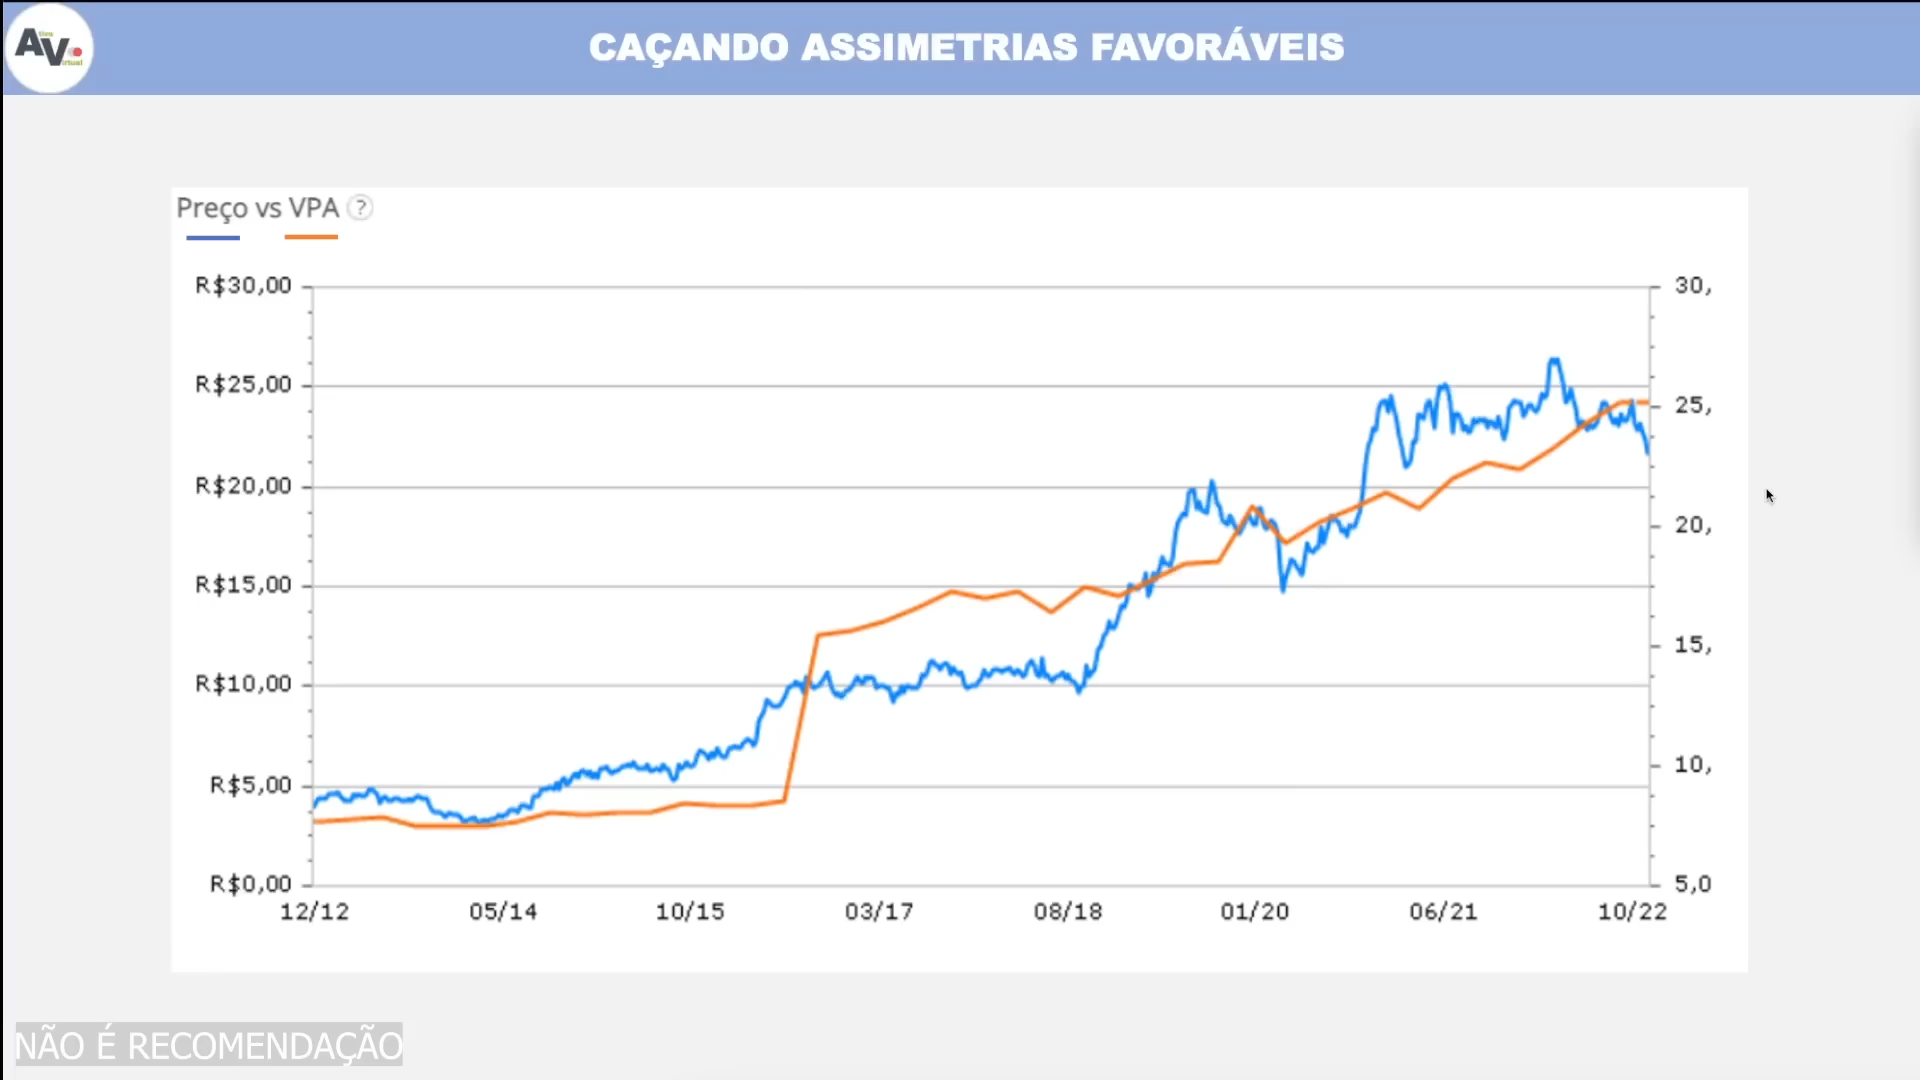 AV
CAÇANDO ASSIMETRIAS FAVORÁVEIS
Preço vs VPA ?
R$30,00 30,
R$25,00 25,
R$20,00 20,
R$15,00 15,
R$10,00 10,
R$5,00
R$0,00 5,0
12/12 05/14 10/15 03/17 08/18 01/20 06/21 10/22
NÃO É RECOMENDAÇÃO